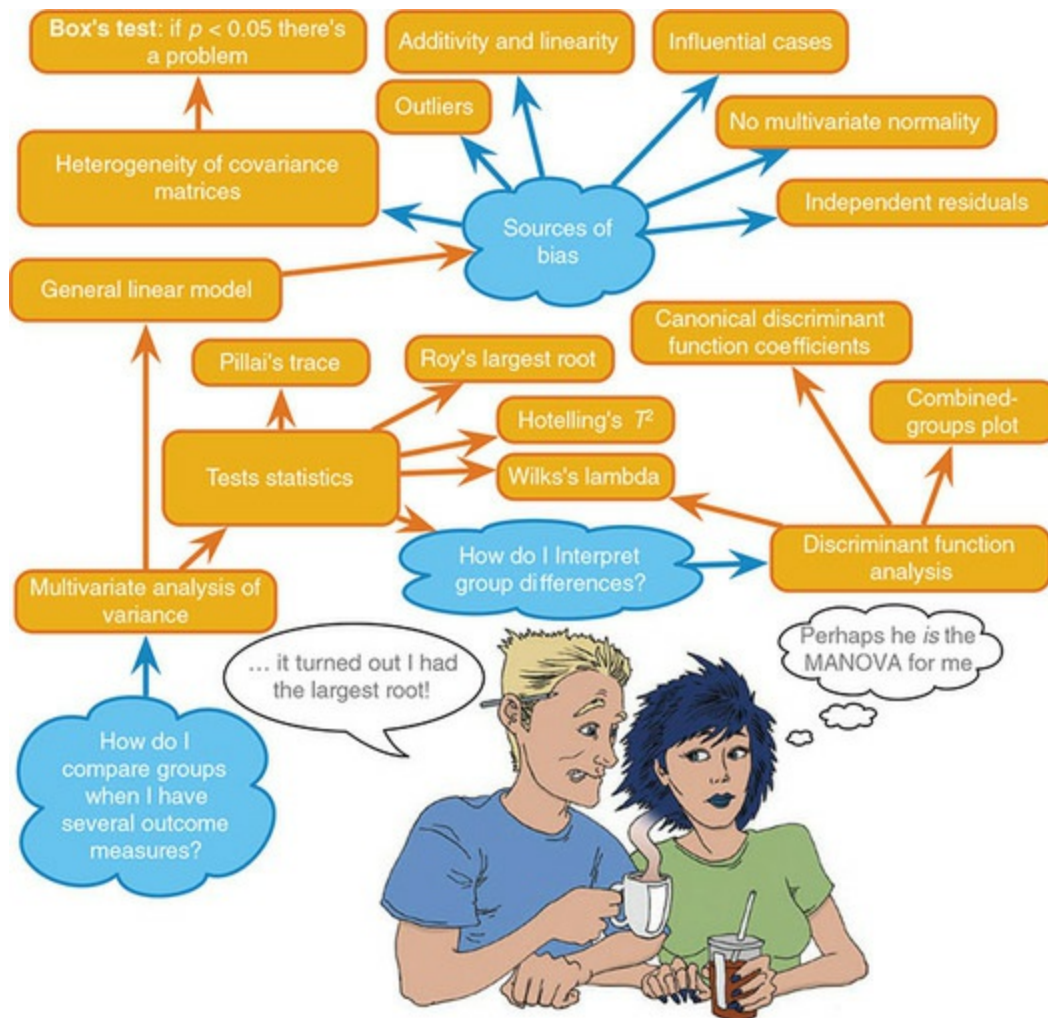 Box's test: if p < 0.05 there's
a problem
Additivity and linearity
Influential cases
Outliers
No multivariate normality
Heterogeneity of covariance
matrices
Independent residuals
Sources of
bias
General linear model
Canonical discriminant
function coefficients
Pillai's trace
Roy's largest root
Combined-
groups plot
Hotelling's T²
Tests statistics
Wilks's lambda
How do I Interpret
group differences?
Discriminant function
analysis
Multivariate analysis of
variance
Perhaps he is the
MANOVA for me
... it turned out I had
the largest root!
How do I
compare groups
when I have
several outcome
measures?